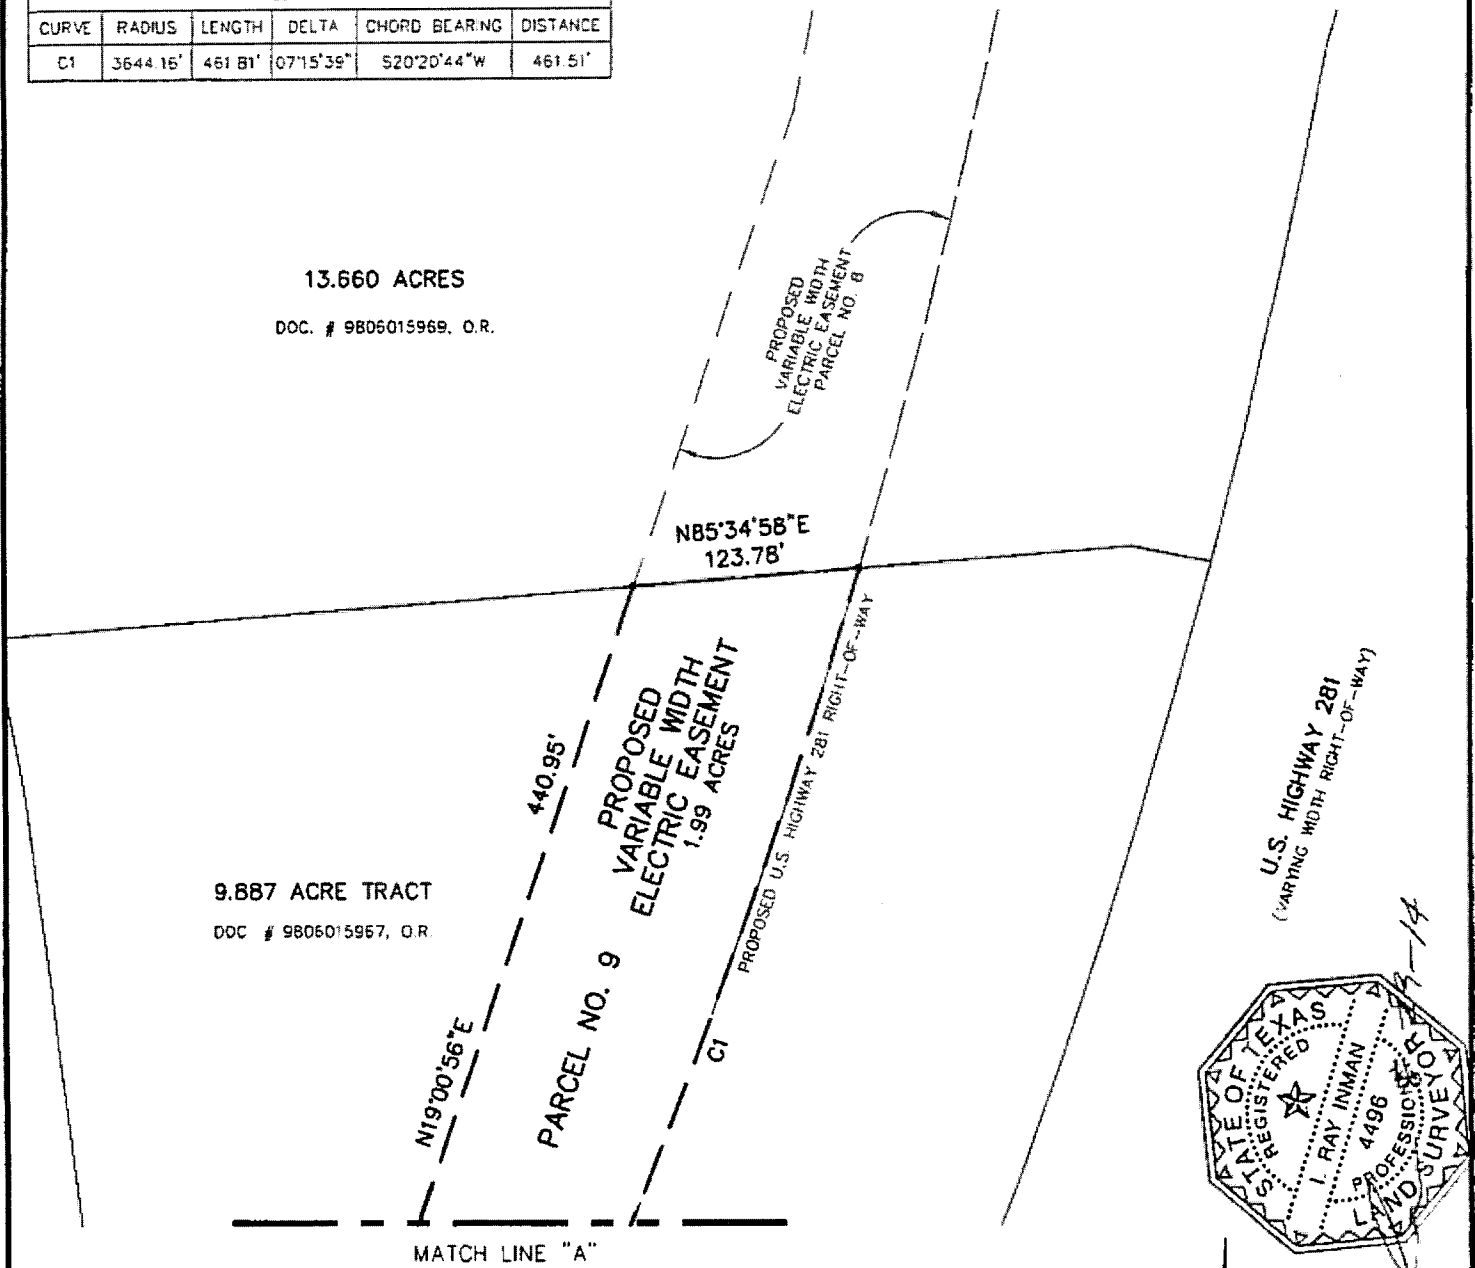 CURVE RADIUS LENGTH DELTA CHORD BEARING DISTANCE
C1 3644.16' 461.81' 07°15'39" S20°20'44"W 461.51'
13.660 ACRES
DOC. # 9806015969, O.R.
PROPOSED
VARIABLE WIDTH
ELECTRIC EASEMENT
PARCEL NO. 8
N85°34'58"E
123.78'
440.95'
PROPOSED
VARIABLE WIDTH
ELECTRIC EASEMENT
1.99 ACRES
PROPOSED U.S. HIGHWAY 281 RIGHT-OF-WAY
U.S. HIGHWAY 281
(VARYING WIDTH RIGHT-OF-WAY)
9.887 ACRE TRACT
DOC # 9806015967, O.R.
PARCEL NO. 9
N19°00'56"E
C1
STATE OF TEXAS
REGISTERED
I. RAY INMAN
4496
PROFESSIONAL
LAND SURVEYOR
MATCH LINE "A"